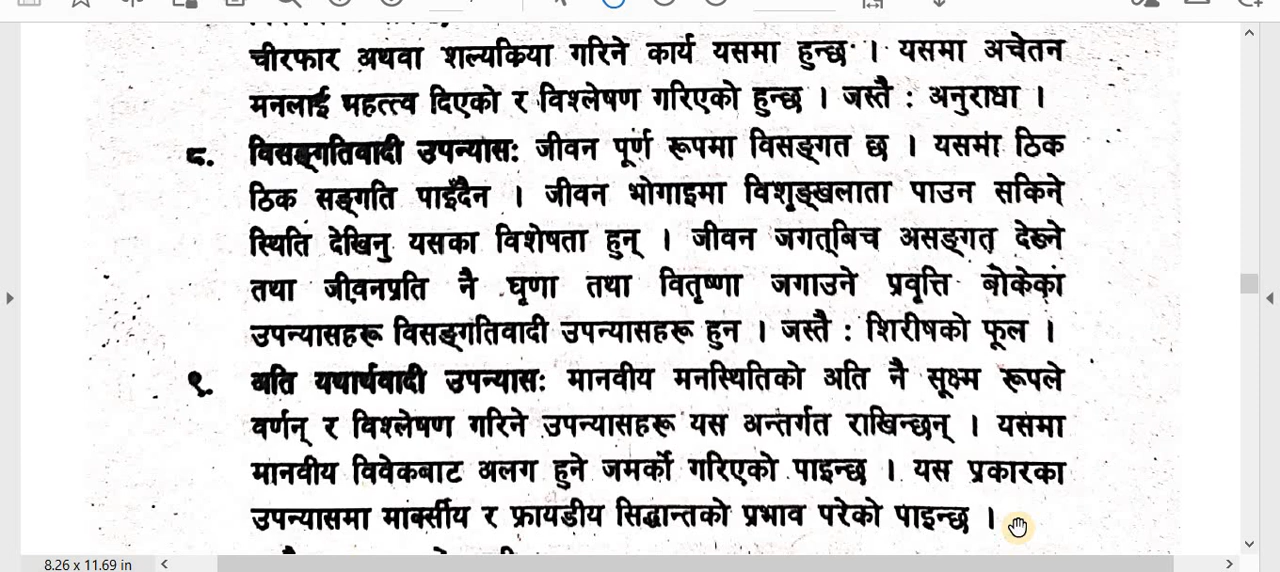 चीरफार अथवा शल्यक्रिया गरिने कार्य यसमा हुन्छ । यसमा अचेतन
मनलाई महत्त्व दिएको र विश्लेषण गरिएको हुन्छ । जस्तै : अनुराधा ।
८. विसङ्गतिवादी उपन्यास: जीवन पूर्ण रूपमा विसङ्गत छ । यसमा ठिक
ठिक सङ्गति पाइँदैन । जीवन भोगाइमा विशृङ्खलाता पाउन सकिने
स्थिति देखिनु यसका विशेषता हुन् । जीवन जगत्‌बिच असङ्गत् देख्ने
तथा जीवनप्रति नै घृणा तथा वितृष्णा जगाउने प्रवृत्ति बोकेका
उपन्यासहरू विसङ्गतिवादी उपन्यासहरू हुन । जस्तै : शिरीषको फूल ।
९. अति यथार्थवादी उपन्यास: मानवीय मनस्थितिको अति नै सूक्ष्म रूपले
वर्णन् र विश्लेषण गरिने उपन्यासहरू यस अन्तर्गत राखिन्छन् । यसमा
मानवीय विवेकबाट अलग हुने जमर्को गरिएको पाइन्छ । यस प्रकारका
उपन्यासमा मार्क्सीय र फ्रायडीय सिद्धान्तको प्रभाव परेको पाइन्छ ।
8.26 x 11.69 in